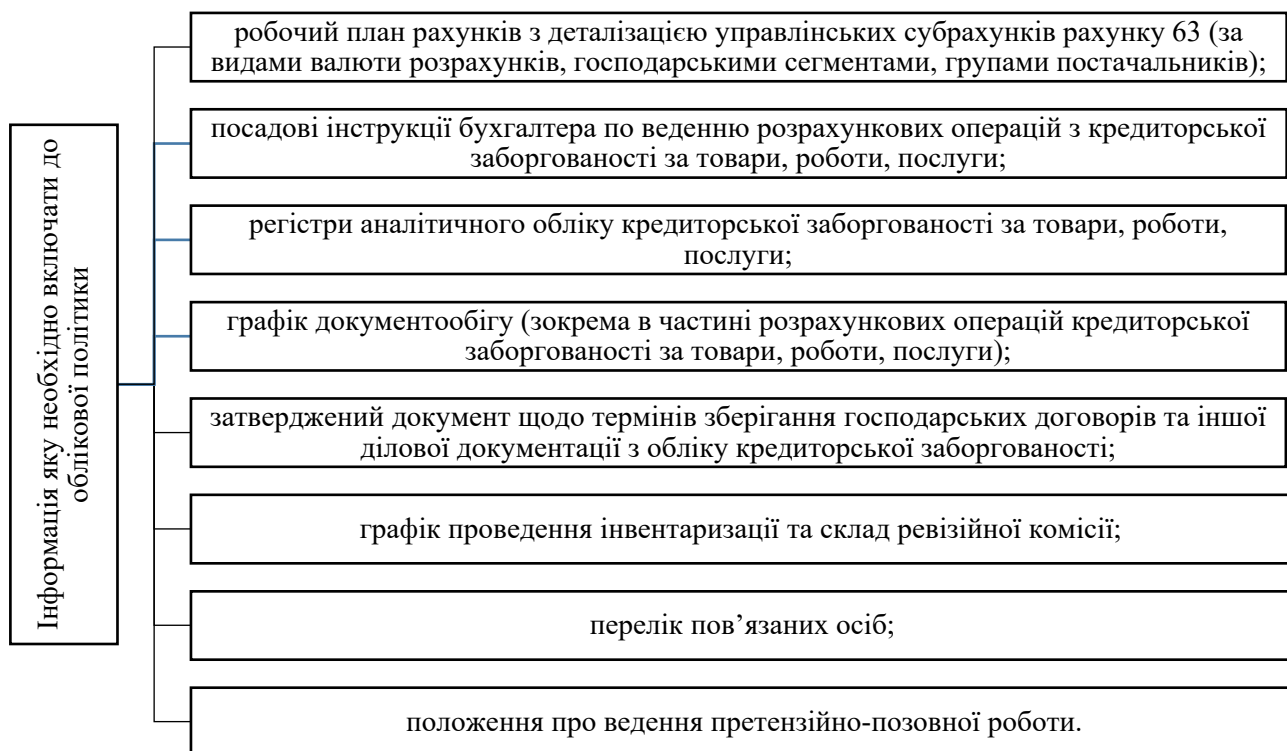 Інформація яку необхідно включати до
облікової політики
робочий план рахунків з деталізацією управлінських субрахунків рахунку 63 (за
видами валюти розрахунків, господарськими сегментами, групами постачальників);
посадові інструкції бухгалтера по веденню розрахункових операцій з кредиторської
заборгованості за товари, роботи, послуги;
регістри аналітичного обліку кредиторської заборгованості за товари, роботи,
послуги;
графік документообігу (зокрема в частині розрахункових операцій кредиторської
заборгованості за товари, роботи, послуги);
затверджений документ щодо термінів зберігання господарських договорів та іншої
ділової документації з обліку кредиторської заборгованості;
графік проведення інвентаризації та склад ревізійної комісії;
перелік пов’язаних осіб;
положення про ведення претензійно-позовної роботи.